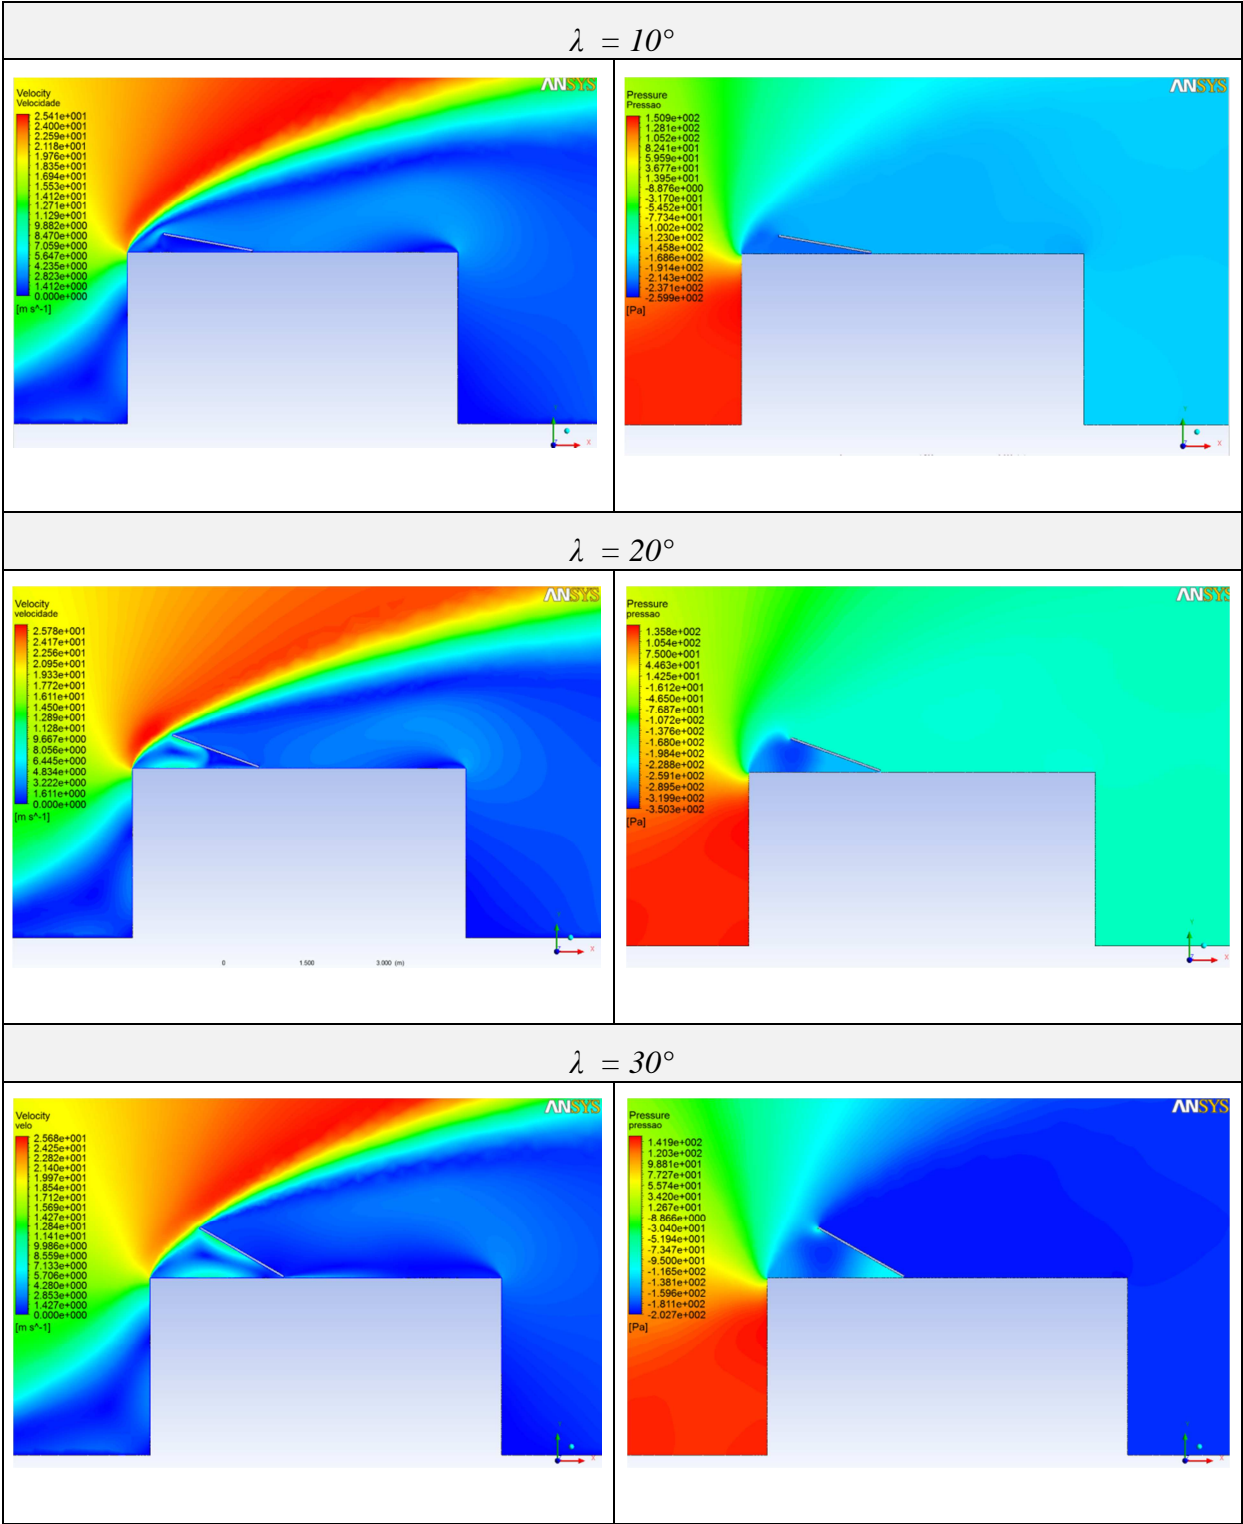 λ = 10°
Velocity
Velocidade
2.541e+001
2.400e+001
2.259e+001
2.118e+001
1.976e+001
1.835e+001
1.694e+001
1.553e+001
1.412e+001
1.271e+001
1.129e+001
9.882e+000
8.470e+000
7.059e+000
5.647e+000
4.235e+000
2.823e+000
1.412e+000
0.000e+000
[m s^-1]
ANSYS
x
Pressure
Pressao
1.509e+002
1.281e+002
1.052e+002
8.241e+001
5.959e+001
3.677e+001
1.395e+001
-8.876e+000
-3.170e+001
-5.452e+001
-7.734e+001
-1.002e+002
-1.230e+002
-1.458e+002
-1.686e+002
-1.914e+002
-2.143e+002
-2.371e+002
-2.599e+002
[Pa]
ANSYS
x
λ = 20°
Velocity
velocidade
2.578e+001
2.417e+001
2.256e+001
2.095e+001
1.933e+001
1.772e+001
1.611e+001
1.450e+001
1.289e+001
1.128e+001
9.667e+000
8.056e+000
6.445e+000
4.834e+000
3.222e+000
1.611e+000
0.000e+000
[m s^-1]
ANSYS
x
0 1.500 3.000 (m)
Pressure
pressao
1.358e+002
1.054e+002
7.500e+001
4.463e+001
1.425e+001
-1.612e+001
-4.650e+001
-7.687e+001
-1.072e+002
-1.376e+002
-1.680e+002
-1.984e+002
-2.288e+002
-2.591e+002
-2.895e+002
-3.199e+002
-3.503e+002
[Pa]
ANSYS
x
λ = 30°
Velocity
velo
2.568e+001
2.425e+001
2.282e+001
2.140e+001
1.997e+001
1.854e+001
1.712e+001
1.569e+001
1.427e+001
1.284e+001
1.141e+001
9.986e+000
8.559e+000
7.133e+000
5.706e+000
4.280e+000
2.853e+000
1.427e+000
0.000e+000
[m s^-1]
ANSYS
x
Pressure
pressao
1.419e+002
1.203e+002
9.881e+001
7.727e+001
5.574e+001
3.420e+001
1.267e+001
-8.866e+000
-3.040e+001
-5.194e+001
-7.347e+001
-9.500e+001
-1.165e+002
-1.381e+002
-1.596e+002
-1.811e+002
-2.027e+002
[Pa]
ANSYS
x